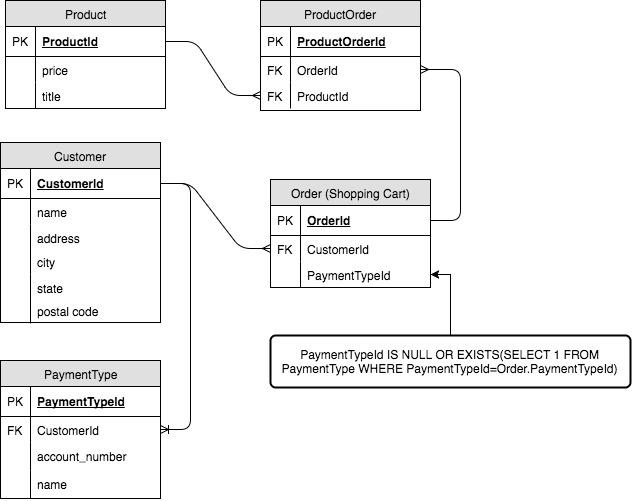 Product
PK ProductId
price
title
ProductOrder
PK ProductOrderId
FK OrderId
FK ProductId
Customer
PK CustomerId
name
address
city
state
postal code
Order (Shopping Cart)
PK OrderId
FK CustomerId
PaymentTypeId
PaymentTypeId IS NULL OR EXISTS(SELECT 1 FROM
PaymentType WHERE PaymentTypeId=Order.PaymentTypeId)
PaymentType
PK PaymentTypeId
FK CustomerId
account_number
name